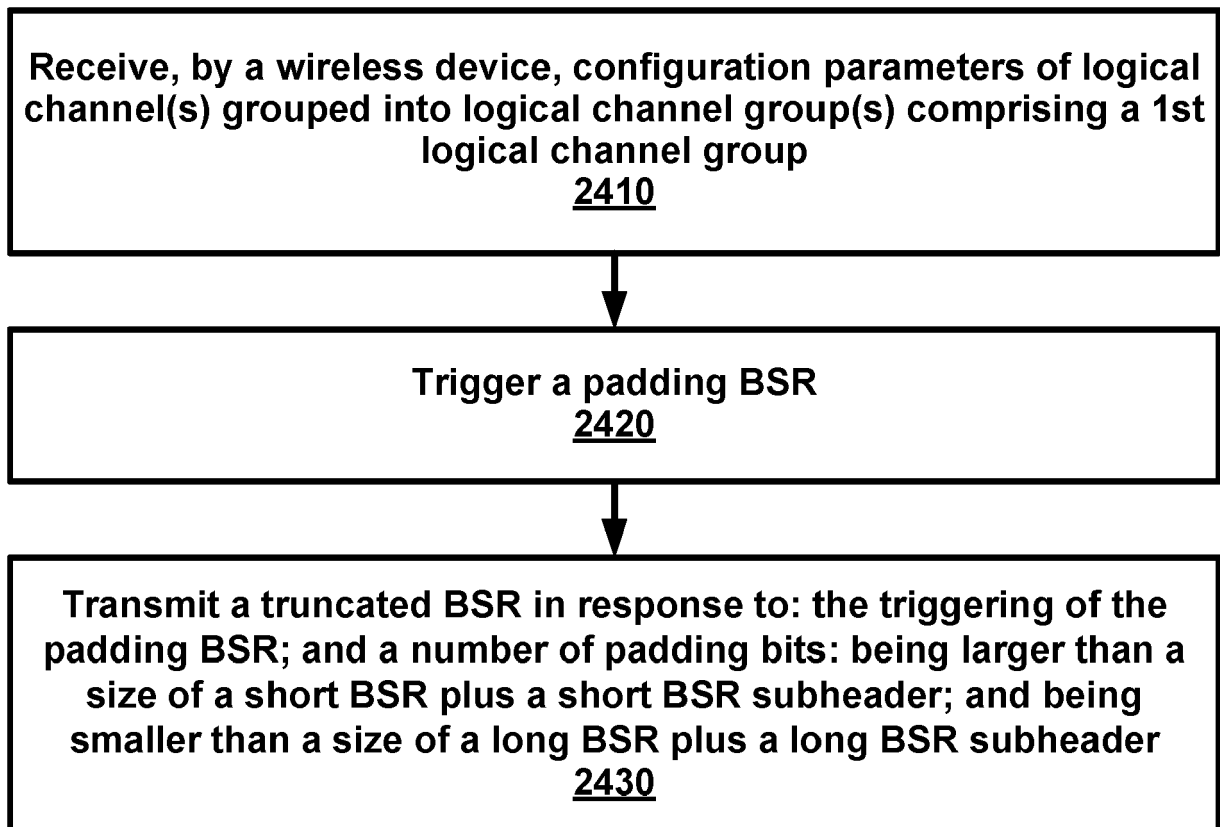 Receive, by a wireless device, configuration parameters of logical
channel(s) grouped into logical channel group(s) comprising a 1st
logical channel group
2410
Trigger a padding BSR
2420
Transmit a truncated BSR in response to: the triggering of the
padding BSR; and a number of padding bits: being larger than a
size of a short BSR plus a short BSR subheader; and being
smaller than a size of a long BSR plus a long BSR subheader
2430